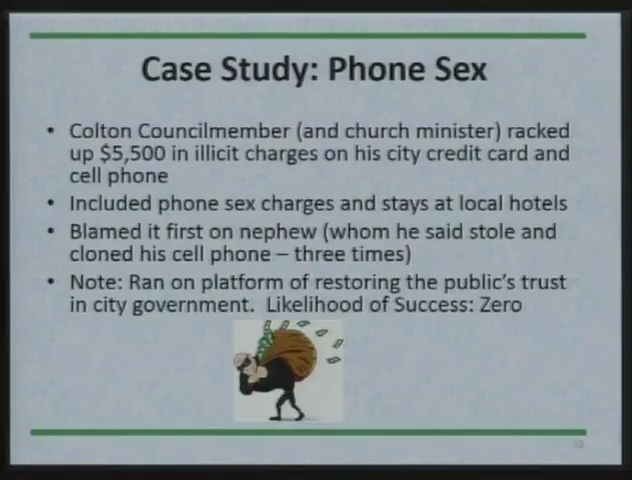 Case Study: Phone Sex
• Colton Councilmember (and church minister) racked
up $5,500 in illicit charges on his city credit card and
cell phone
• Included phone sex charges and stays at local hotels
• Blamed it first on nephew (whom he said stole and
cloned his cell phone – three times)
• Note: Ran on platform of restoring the public's trust
in city government.  Likelihood of Success: Zero